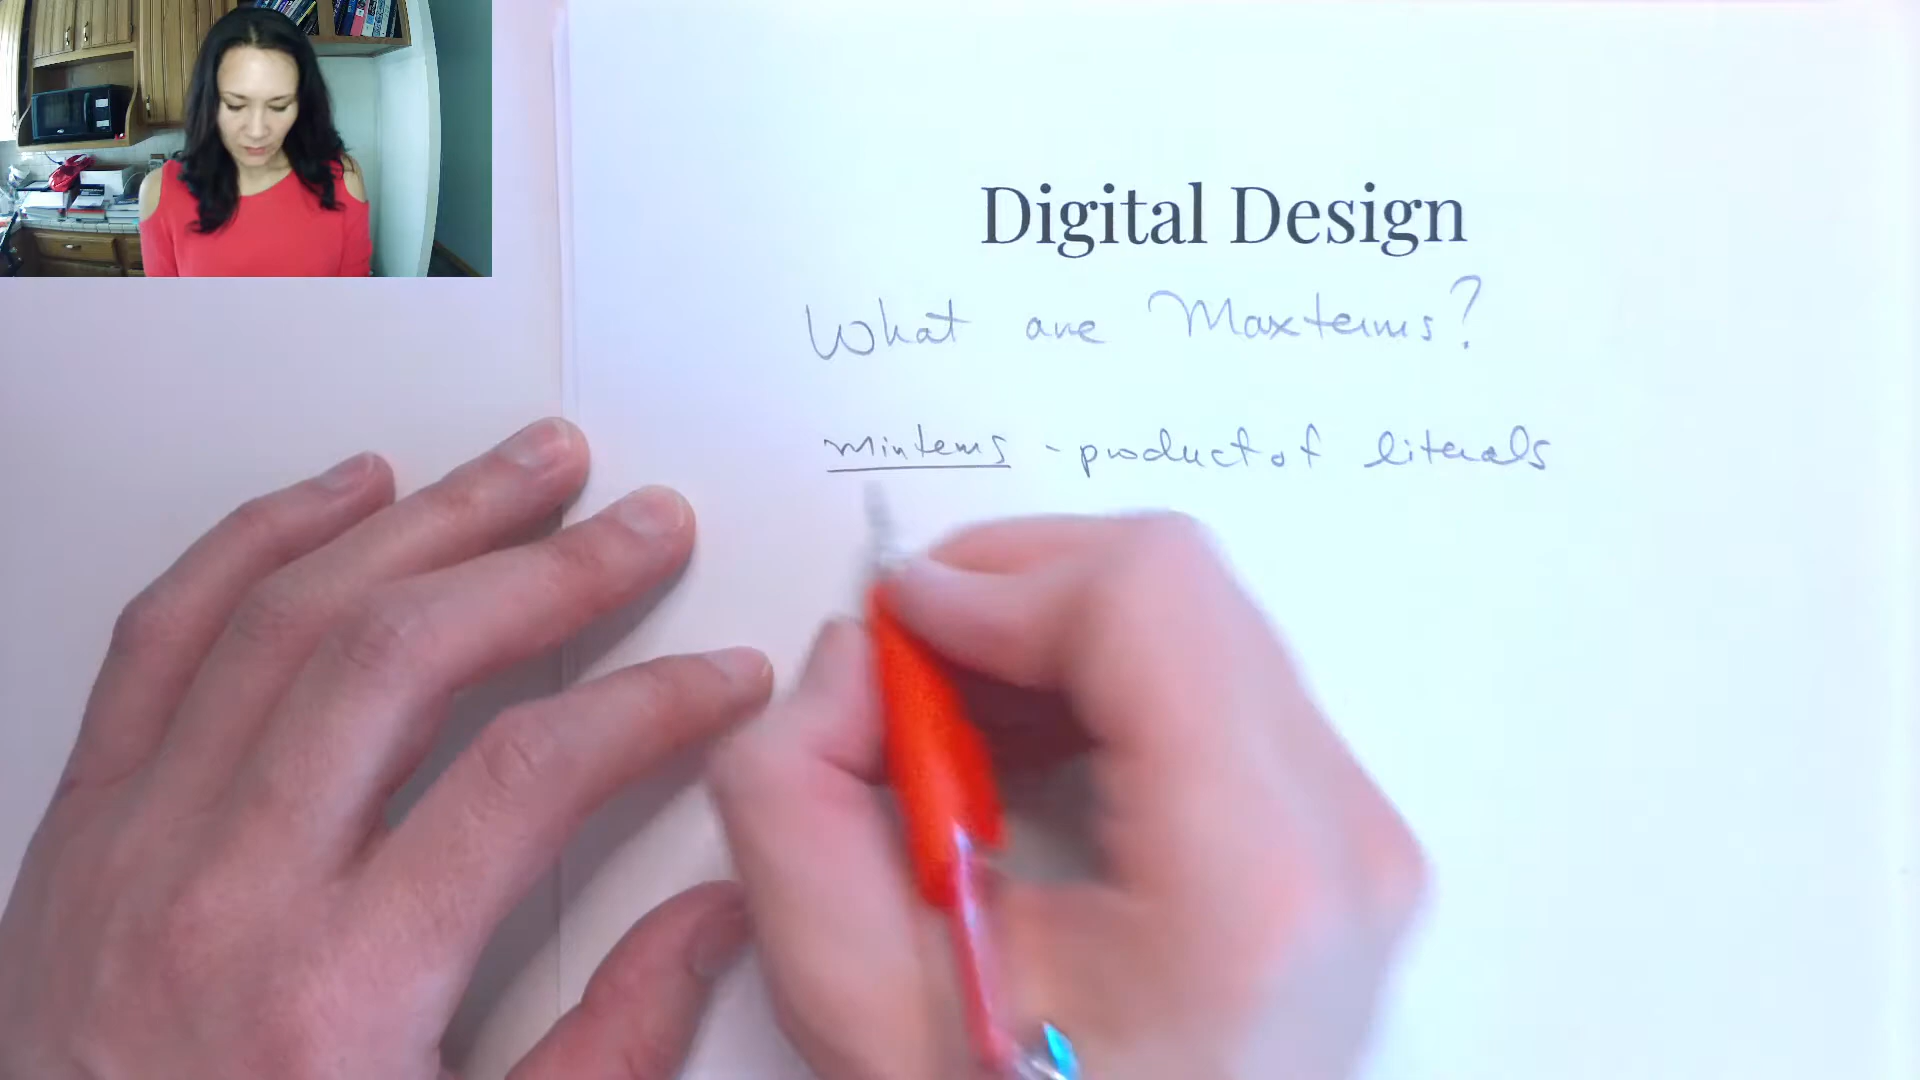 Digital Design
What are Maxterms?
minterms - product of literals